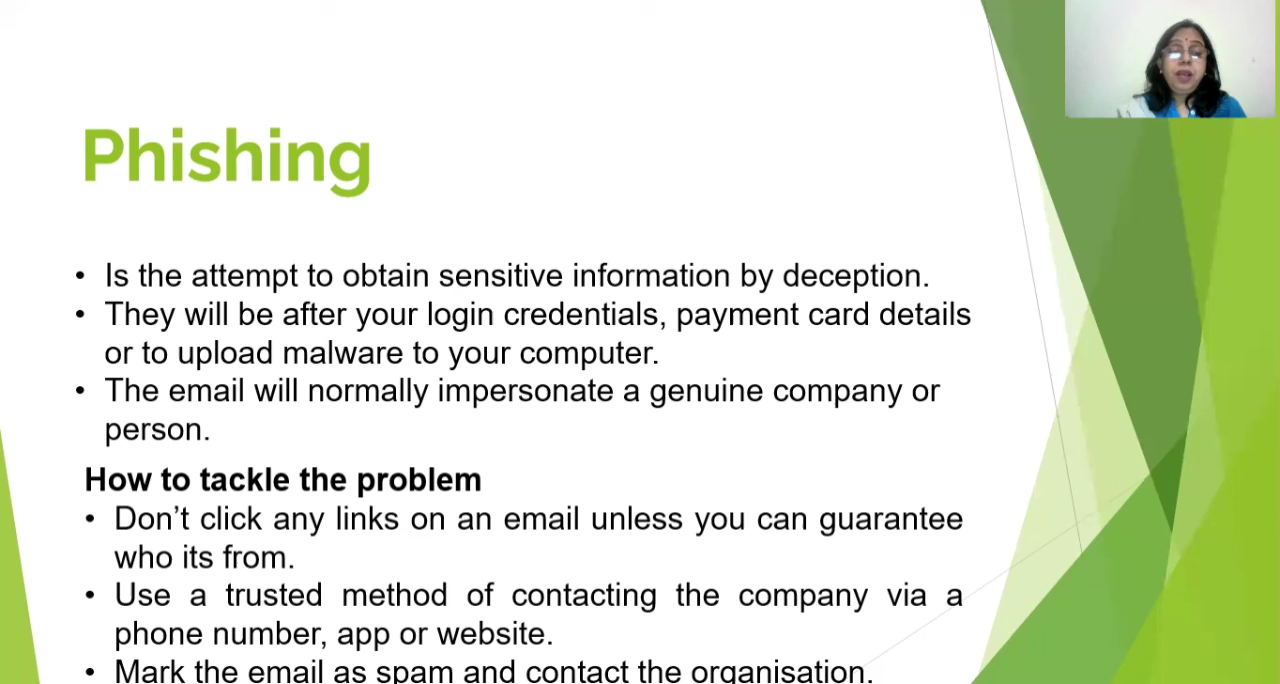 Phishing
• Is the attempt to obtain sensitive information by deception.
• They will be after your login credentials, payment card details
or to upload malware to your computer.
• The email will normally impersonate a genuine company or
person.
How to tackle the problem
• Don’t click any links on an email unless you can guarantee
who its from.
• Use a trusted method of contacting the company via a
phone number, app or website.
• Mark the email as spam and contact the organisation.